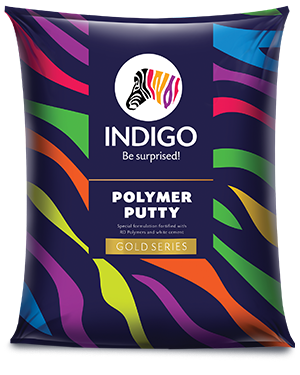 INDIGO
Be surprised!
POLYMER
PUTTY
Special formulation fortified with
RD Polymers and white cement
GOLD SERIES